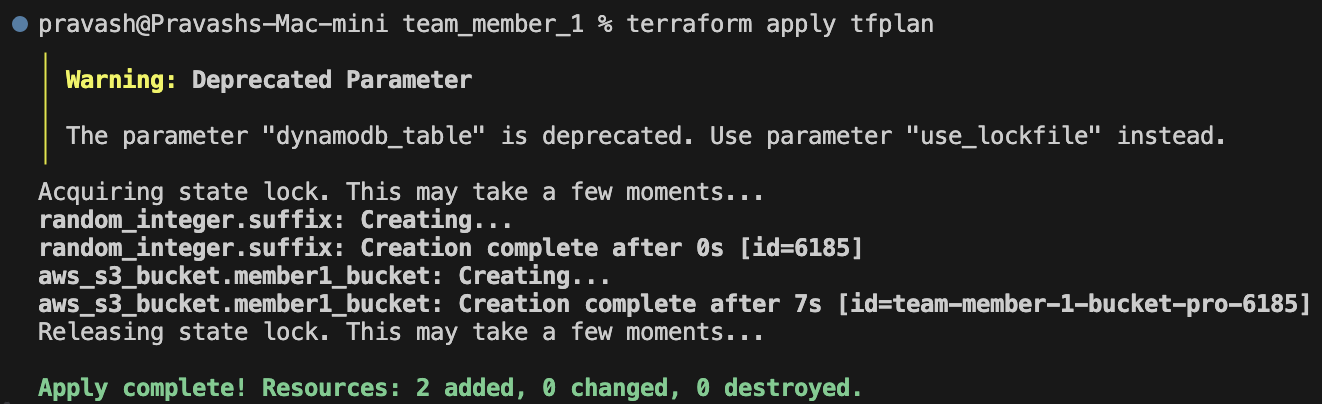 pravash@Pravashs-Mac-mini team_member_1 % terraform apply tfplan
Warning: Deprecated Parameter
The parameter "dynamodb_table" is deprecated. Use parameter "use_lockfile" instead.
Acquiring state lock. This may take a few moments...
random_integer.suffix: Creating...
random_integer.suffix: Creation complete after 0s [id=6185]
aws_s3_bucket.member1_bucket: Creating...
aws_s3_bucket.member1_bucket: Creation complete after 7s [id=team-member-1-bucket-pro-6185]
Releasing state lock. This may take a few moments...
Apply complete! Resources: 2 added, 0 changed, 0 destroyed.